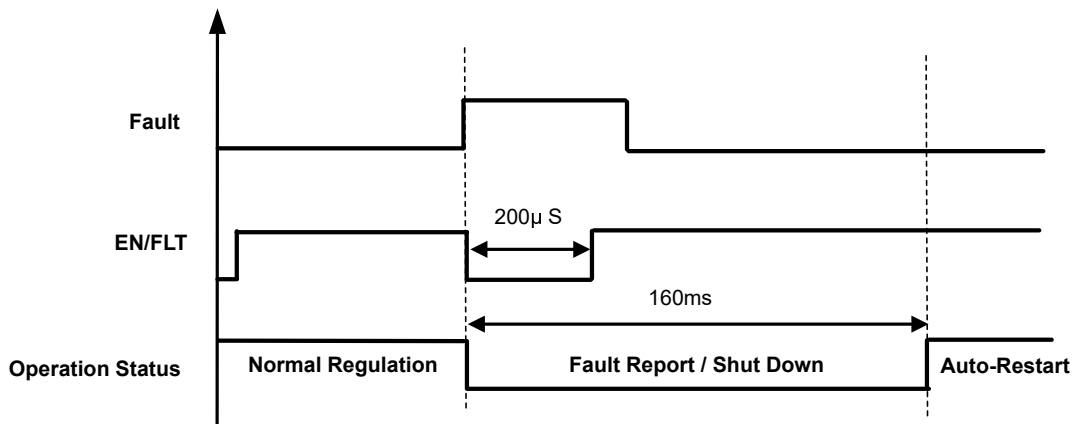 Fault
200μ S
EN/FLT
160ms
Operation Status
Normal Regulation
Fault Report / Shut Down
Auto-Restart